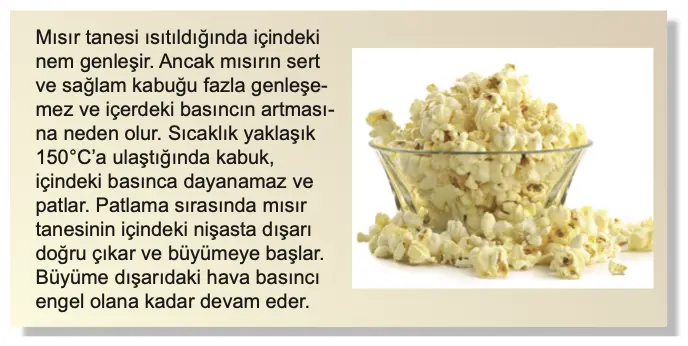 Mısır tanesi ısıtıldığında içindeki
nem genleşir. Ancak mısırın sert
ve sağlam kabuğu fazla genleşe-
mez ve içerdeki basıncın artması-
na neden olur. Sıcaklık yaklaşık
150°C’a ulaştığında kabuk,
içindeki basınca dayanamaz ve
patlar. Patlama sırasında mısır
tanesinin içindeki nişasta dışarı
doğru çıkar ve büyümeye başlar.
Büyüme dışarıdaki hava basıncı
engel olana kadar devam eder.